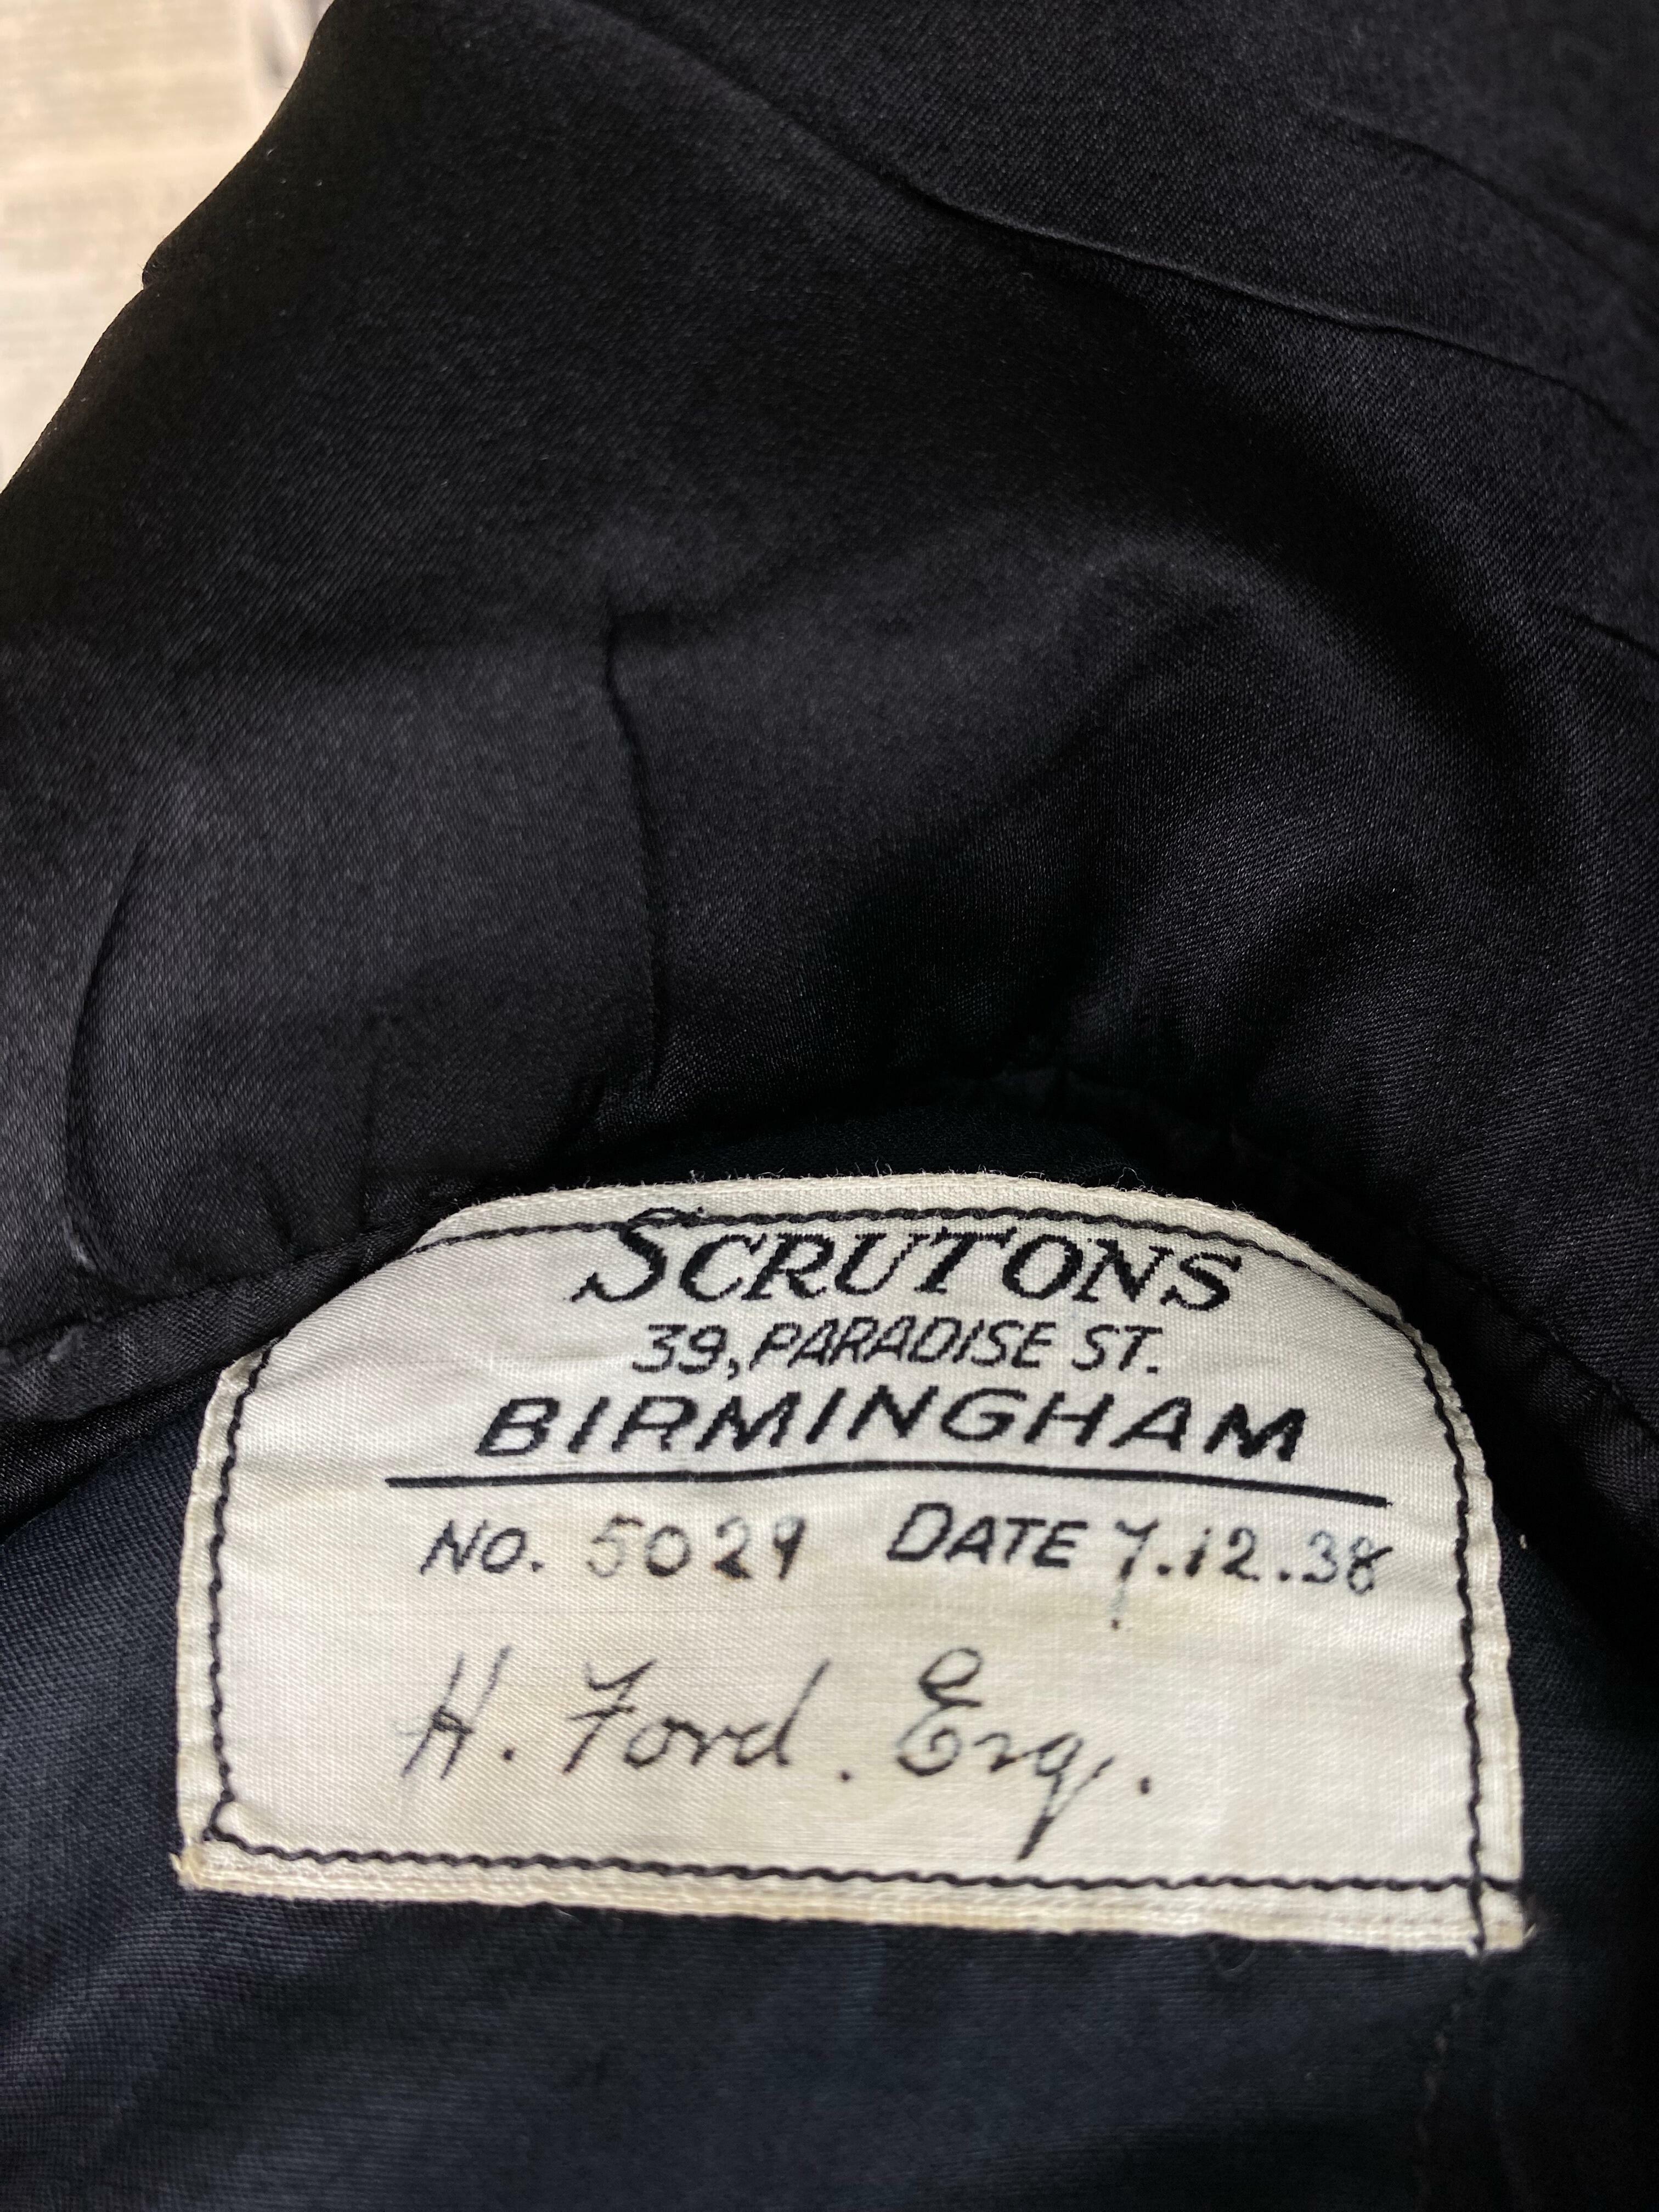 SCRUTONS
39, PARADISE ST.
BIRMINGHAM
NO. 5029 DATE 7.12.38
H. Ford. Esq.